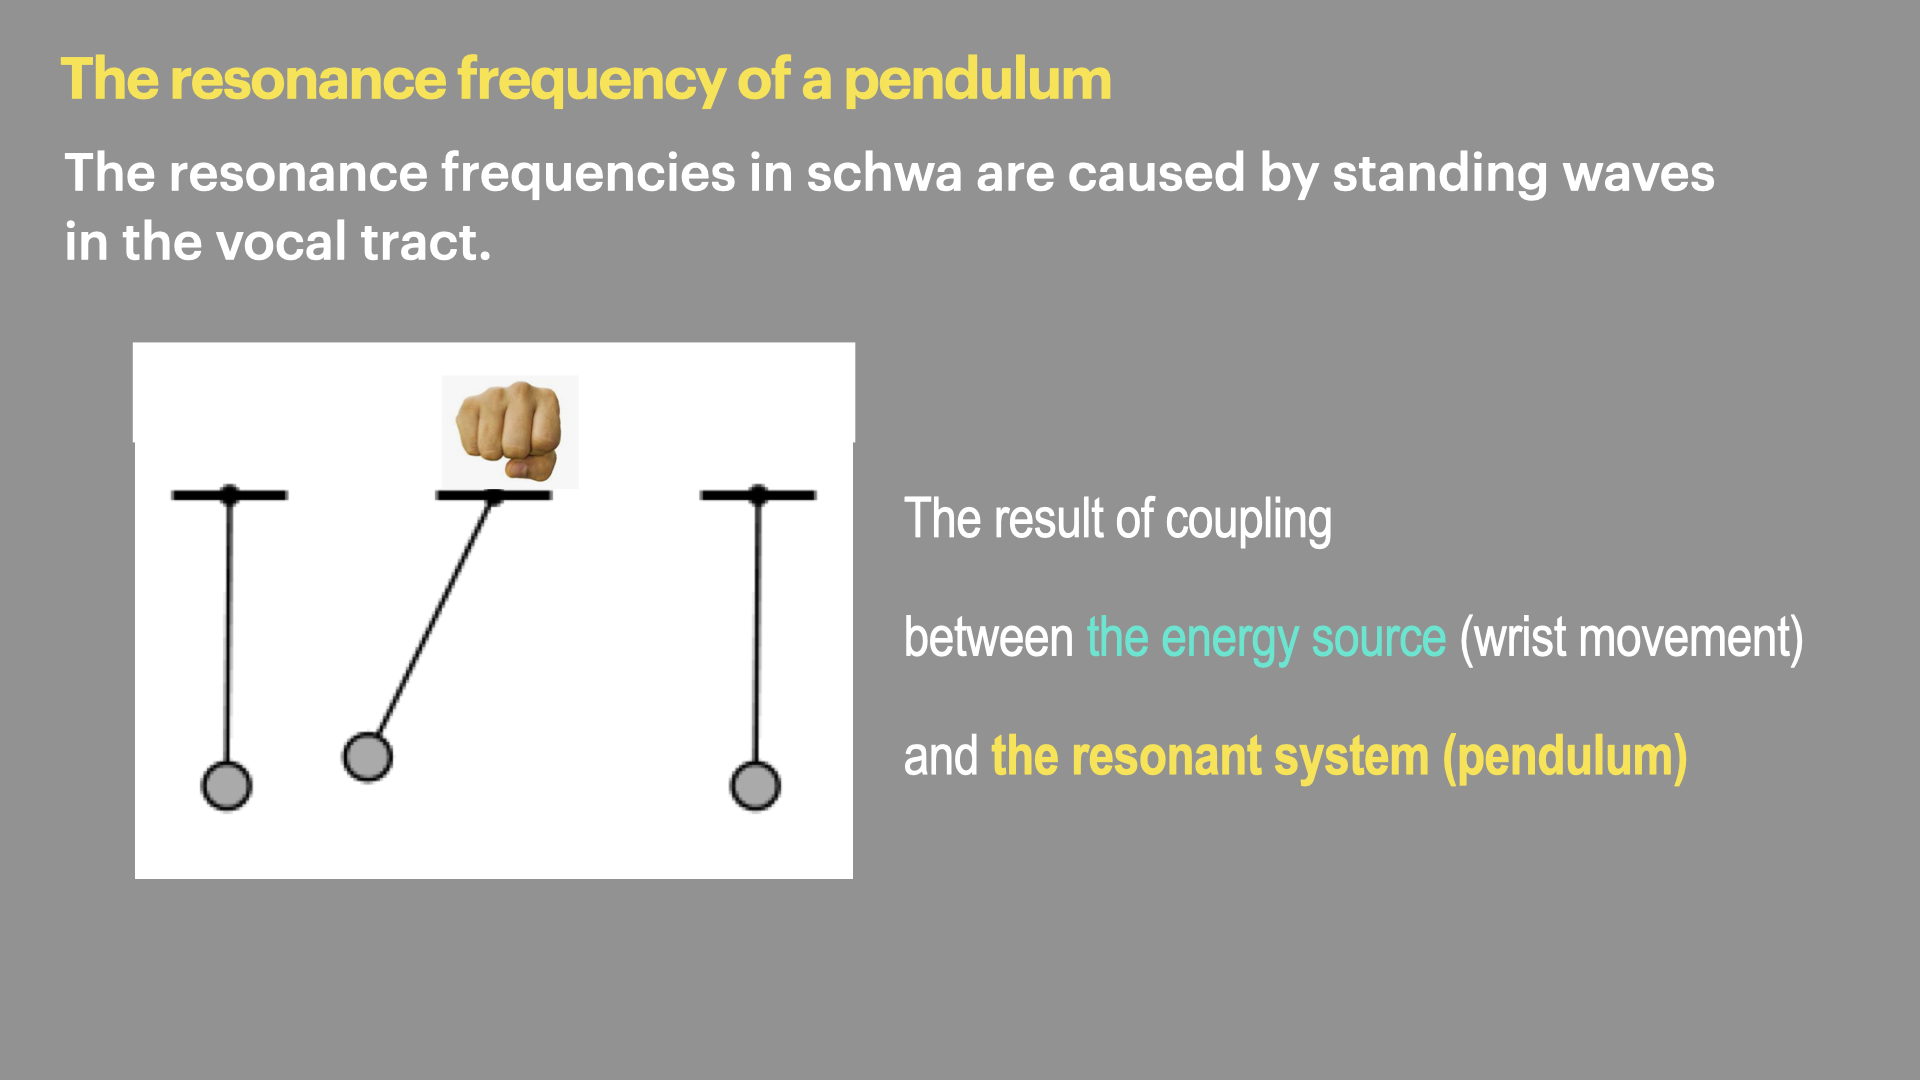 The resonance frequency of a pendulum
The resonance frequencies in schwa are caused by standing waves
in the vocal tract.
The result of coupling
between the energy source (wrist movement)
and the resonant system (pendulum)